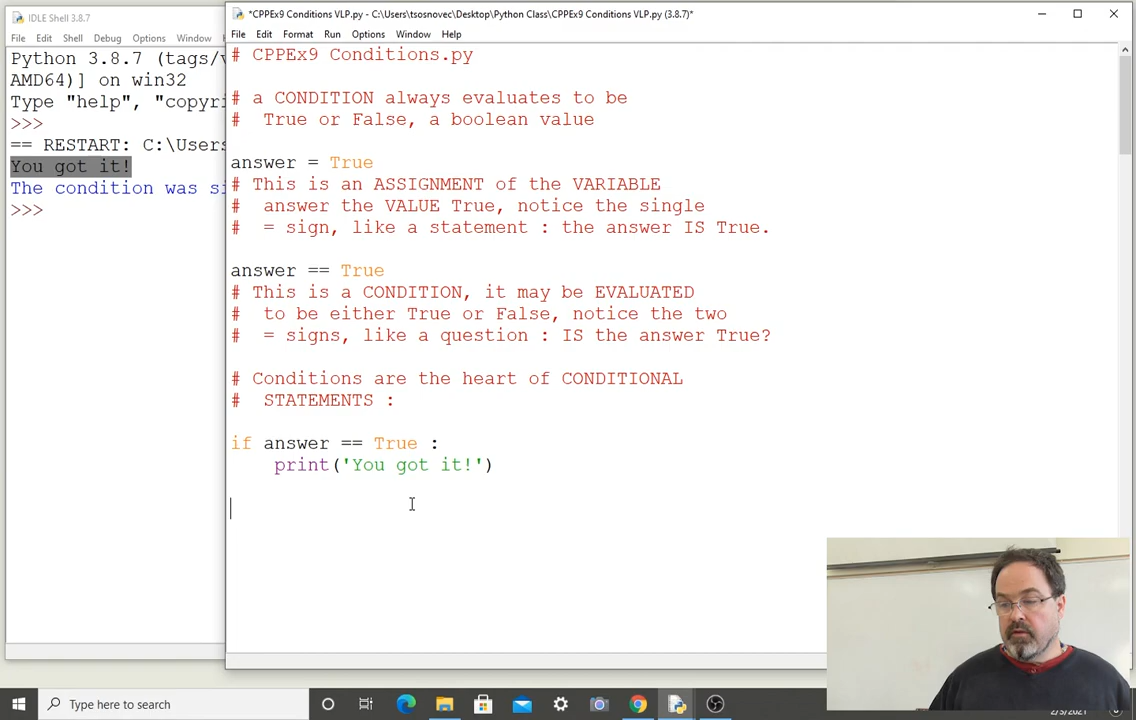 IDLE Shell 3.8.7
File Edit Shell Debug Options Window
Python 3.8.7 (tags/
AMD64)] on win32
Type "help", "copyri
>>>
== RESTART: C:\Users
You got it!
The condition was si
>>>
*CPPEx9 Conditions VLP.py - C:\Users\tsosnovec\Desktop\Python Class\CPPEx9 Conditions VLP.py (3.8.7)*
File Edit Format Run Options Window Help
# CPPEx9 Conditions.py
# a CONDITION always evaluates to be
#  True or False, a boolean value
answer = True
# This is an ASSIGNMENT of the VARIABLE
#  answer the VALUE True, notice the single
#  = sign, like a statement : the answer IS True.
answer == True
# This is a CONDITION, it may be EVALUATED
#  to be either True or False, notice the two
#  = signs, like a question : IS the answer True?
# Conditions are the heart of CONDITIONAL
#  STATEMENTS :
if answer == True :
    print('You got it!')
Type here to search
2/3/2021